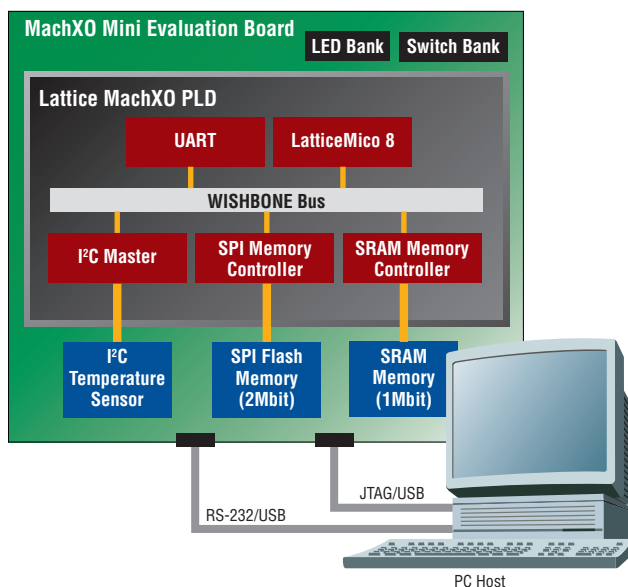 MachXO Mini Evaluation Board
LED Bank
Switch Bank
Lattice MachXO PLD
UART
LatticeMico 8
WISHBONE Bus
I²C Master
SPI Memory
Controller
SRAM Memory
Controller
I²C
Temperature
Sensor
SPI Flash
Memory
(2Mbit)
SRAM
Memory
(1Mbit)
JTAG/USB
RS-232/USB
PC Host